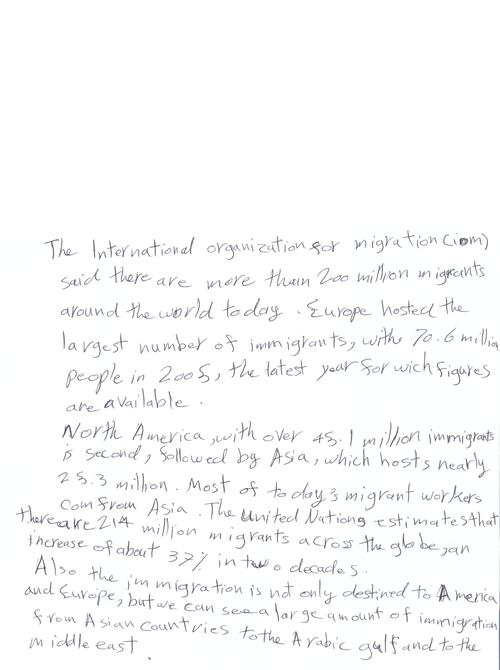 The International organization for migration (iom)
said there are more than 200 million migrants
around the world today . Europe hosted the
largest number of immigrants, withe 70.6 million
people in 2005, the latest year for wich figures
are available .
North America, with over 45.1 million immigrants
is second, followed by Asia, which hosts nearly
25.3 million. Most of today's migrant workers
com from Asia . The United Nations estimates that
there are 214 million migrants across the globe, an
increase of about 37% in two decades.
Also the immigration is not only destined to America
and Europe, but we can see a large amount of immigration
from Asian countries to the Arabic gulf and to the
middle east .